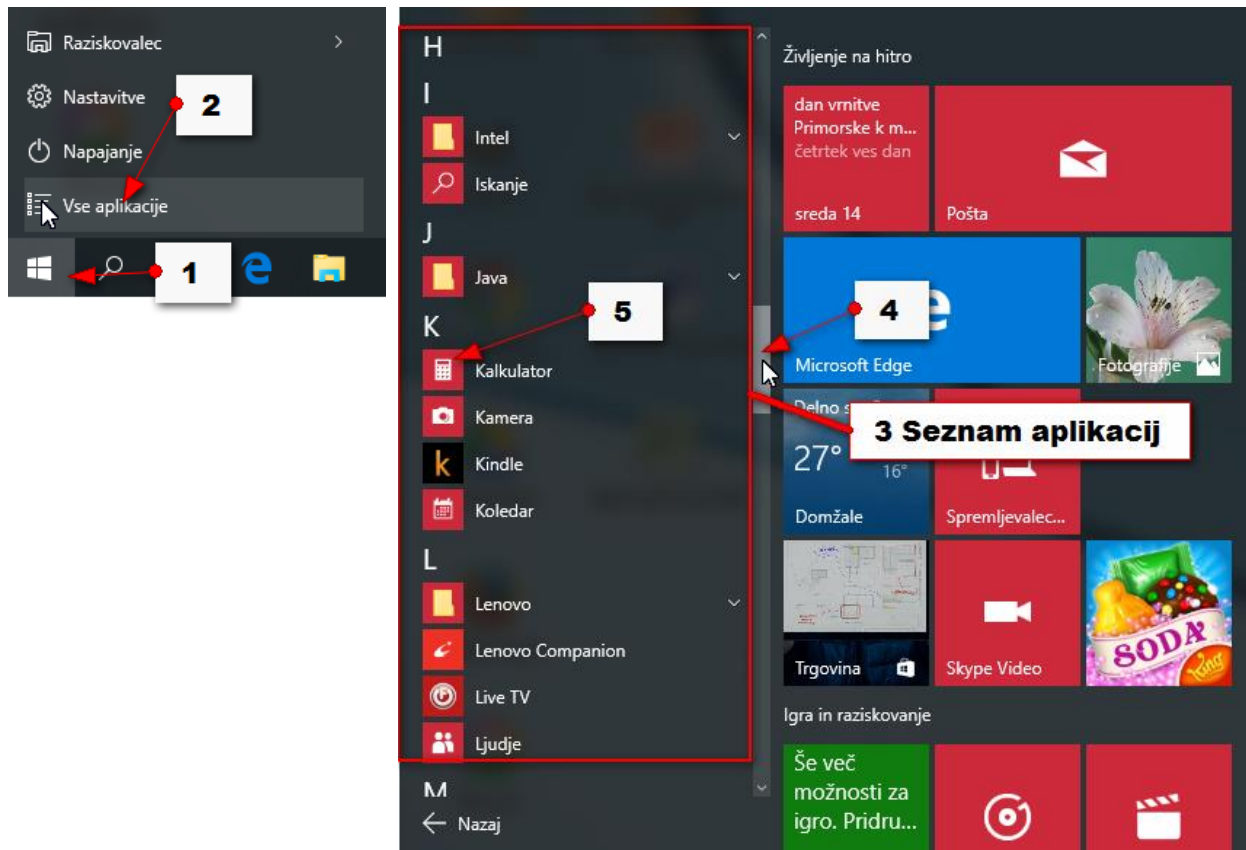 Raziskovalec
Nastavitve
2
Napajanje
Vse aplikacije
1
H
I
Intel
Iskanje
J
Java
5
K
Kalkulator
Kamera
Kindle
Koledar
L
Lenovo
Lenovo Companion
Live TV
Ljudje
M
Nazaj
Življenje na hitro
dan vrnitve
Primorske k m...
četrtek ves dan
sreda 14
Pošta
4
Microsoft Edge
Fotografije
Delno
3 Seznam aplikacij
27°
16°
Domžale
Spremljevalec...
Trgovina
Skype Video
SODA
King
Igra in raziskovanje
Še več
možnosti za
igro. Pridru...